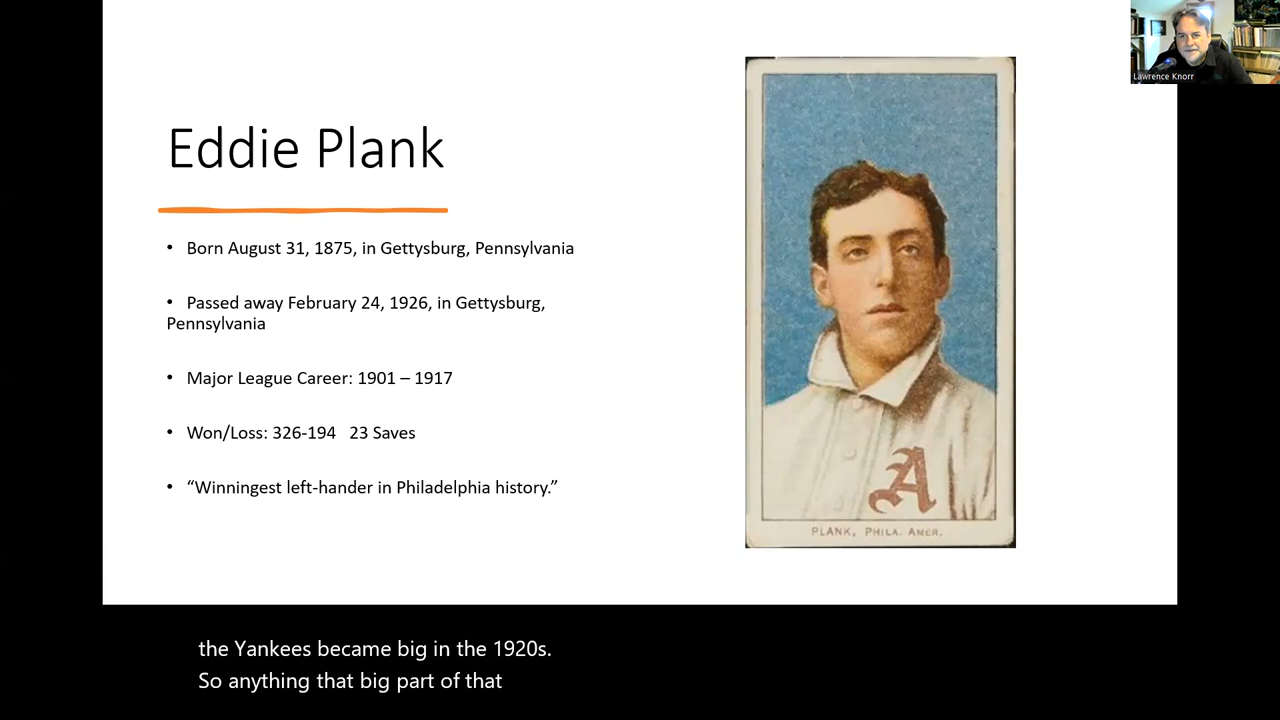 Eddie Plank
• Born August 31, 1875, in Gettysburg, Pennsylvania
• Passed away February 24, 1926, in Gettysburg,
Pennsylvania
• Major League Career: 1901 – 1917
• Won/Loss: 326-194 23 Saves
• “Winningest left-hander in Philadelphia history.”
A
PLANK, PHILA. AMER.
Lawrence Knorr
the Yankees became big in the 1920s.
So anything that big part of that